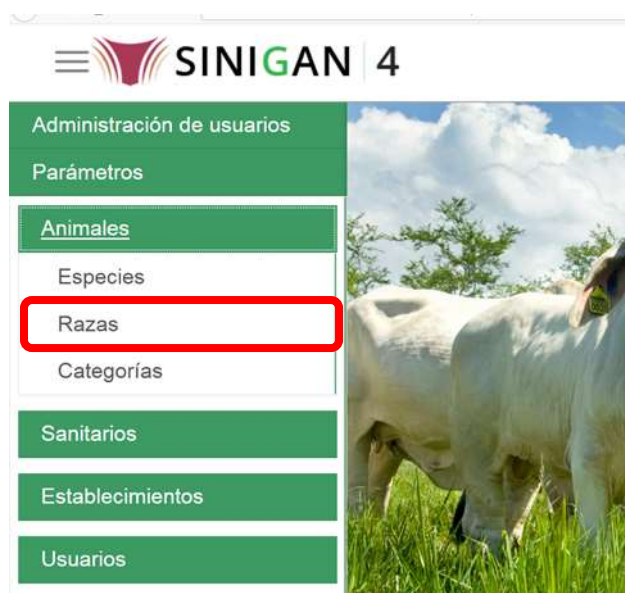 SINIGAN 4
Administración de usuarios
Parámetros
Animales
Especies
Razas
Categorías
Sanitarios
Establecimientos
Usuarios